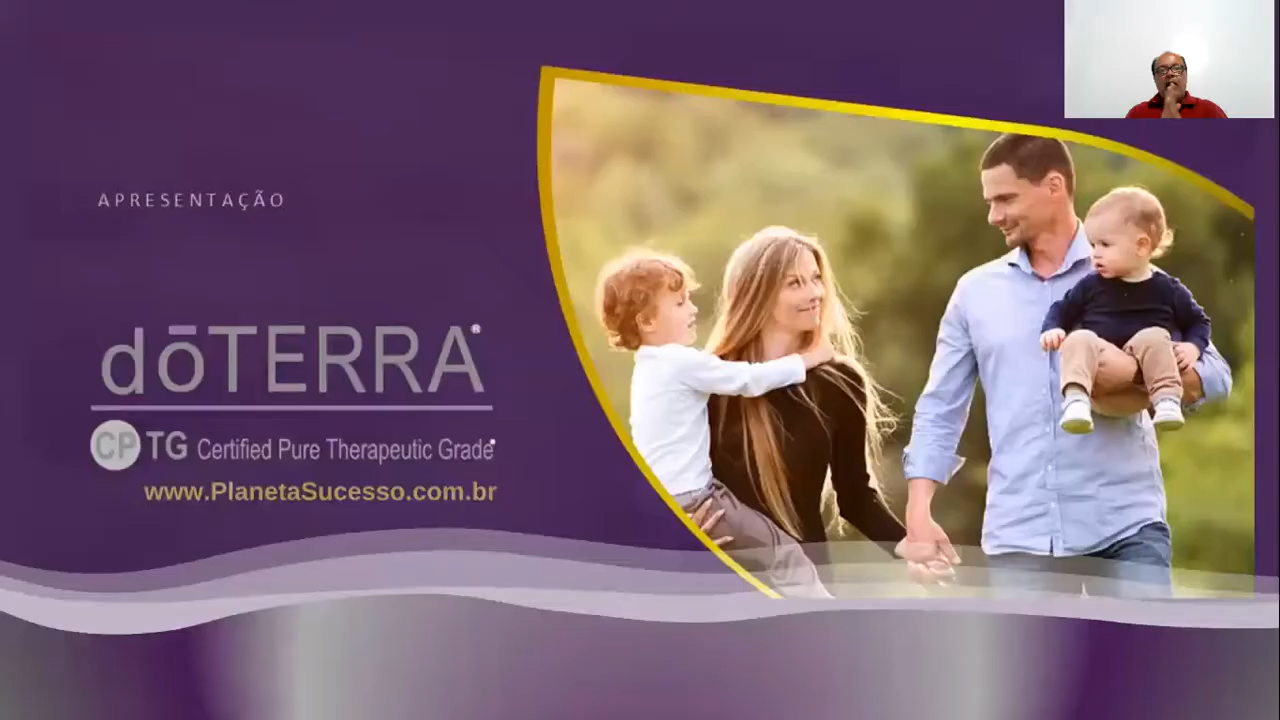 APRESENTAÇÃO
dōTERRA®
CPTG Certified Pure Therapeutic Grade
www.PlanetaSucesso.com.br